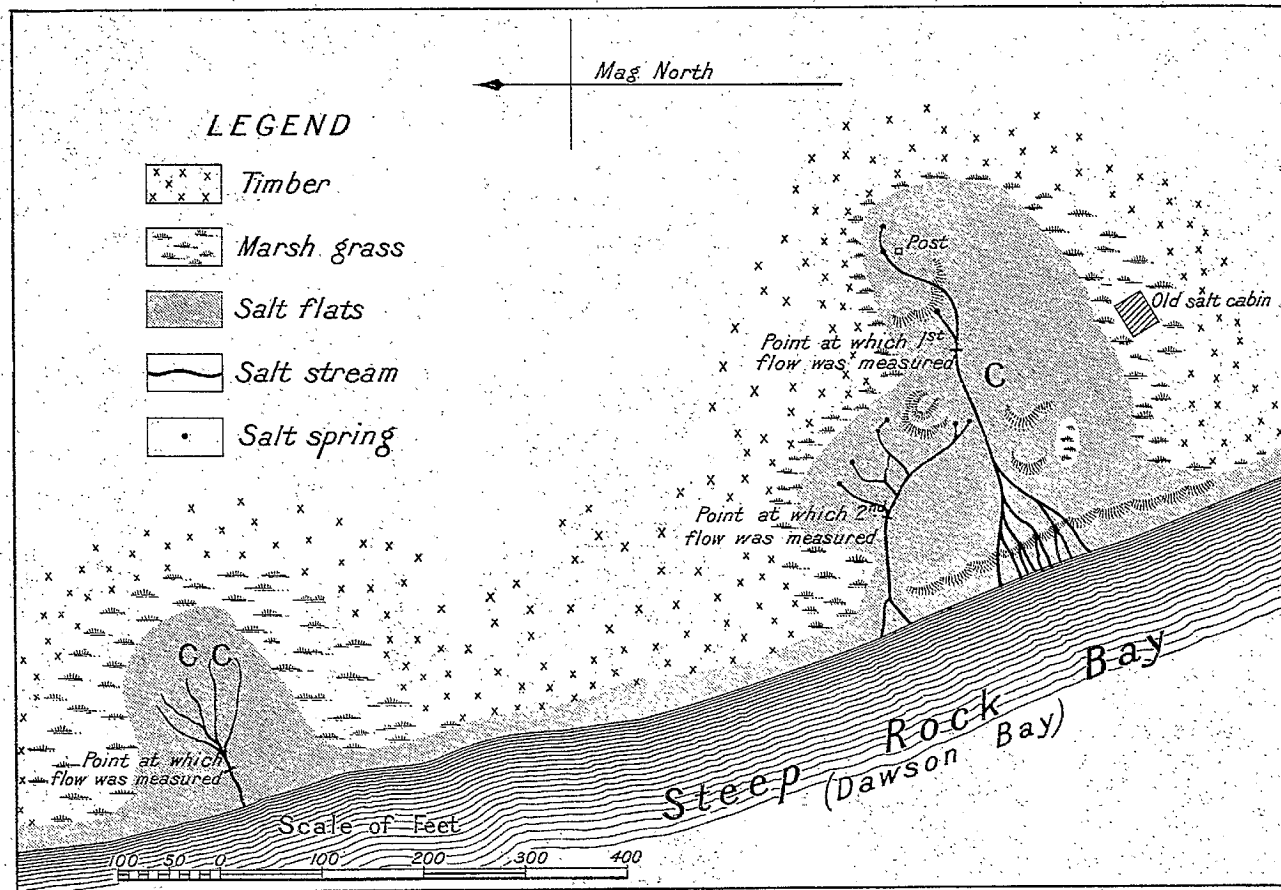 Mag North
LEGEND
Timber
Marsh grass
Salt flats
Salt stream
Salt spring
Post
Old salt cabin
Point at which 1st
flow was measured
C
Point at which 2nd
flow was measured
C C
Point at which
flow was measured
Steep Rock Bay
(Dawson Bay)
Scale of Feet
100 50 0 100 200 300 400